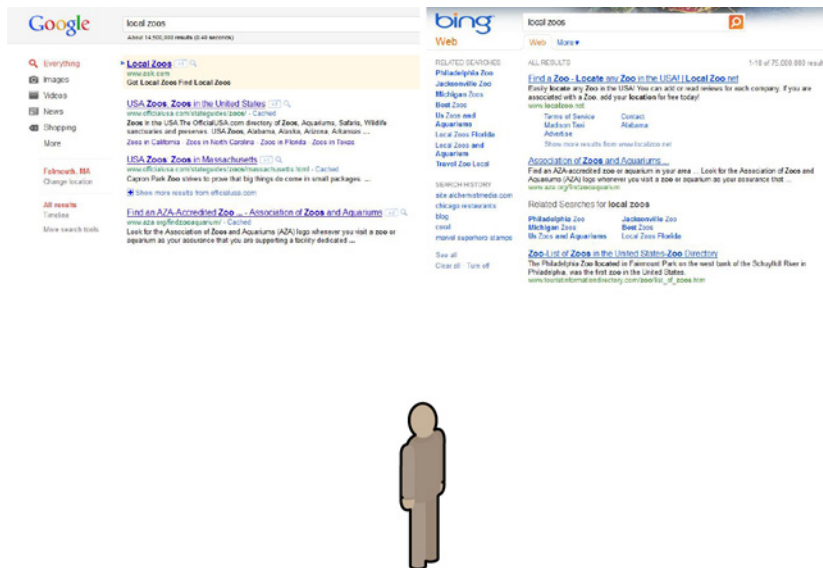 Google
local zoos
About 14,500,000 results (0.40 seconds)
Everything
Images
Videos
News
Shopping
More
Falmouth, MA
Change location
All results
Timeline
More search tools
Local Zoos
www.ask.com
Get Local Zoos Find Local Zoos
USA Zoos, Zoos in the United States
www.officialusa.com/stateguides/zoos/ - Cached
Zoos in the USA The OfficialUSA.com directory of Zoos, Aquariums, Safaris, Wildlife
sanctuaries and preserves. USA Zoos, Alabama, Alaska, Arizona, Arkansas ...
Zoos in California - Zoos in North Carolina - Zoos in Florida - Zoos in Texas
USA Zoos: Zoos in Massachusetts
www.officialusa.com/stateguides/zoos/massachusetts.html - Cached
Capron Park Zoo strives to prove that big things do come in small packages. ...
Show more results from officialusa.com
Find an AZA-Accredited Zoo ... - Association of Zoos and Aquariums
www.aza.org/findzooaquarium/ - Cached
Look for the Association of Zoos and Aquariums (AZA) logo whenever you visit a zoo or
aquarium as your assurance that you are supporting a facility dedicated ...
bing
local zoos
Web
Web More
RELATED SEARCHES
Philadelphia Zoo
Jacksonville Zoo
Michigan Zoos
Best Zoos
Us Zoos and
Aquariums
Local Zoos Florida
Local Zoos and
Aquarium
Travel Zoo Local
SEARCH HISTORY
site alchemistmedia.com
chicago restaurants
blog
coral
marvel superhero stamps
See all
Clear all Turn off
ALL RESULTS
1-10 of 75,000,000 resul
Find a Zoo - Locate any Zoo in the USA! | Local Zoo net
Easily locate any Zoo in the USA! You can add or read reviews for each company. If you are
associated with a Zoo, add your location for free today!
www.localzoo.net
Terms of Service Contact
Madison Taxi Alabama
Advertise
Show more results from www.localzoo.net
Association of Zoos and Aquariums ...
Find an AZA-accredited zoo or aquarium in your area ... Look for the Association of Zoos and
Aquariums (AZA) logo whenever you visit a zoo or aquarium as your assurance that ...
www.aza.org/findzooaquarium
Related Searches for local zoos
Philadelphia Zoo Jacksonville Zoo
Michigan Zoos Best Zoos
Us Zoos and Aquariums Local Zoos Florida
Zoo-List of Zoos in the United States-Zoo Directory
The Philadelphia Zoo located in Fairmount Park on the west bank of the Schuylkill River in
Philadelphia, was the first zoo in the United States.
www.touristinformationdirectory.com/zoo/list_of_zoos.htm